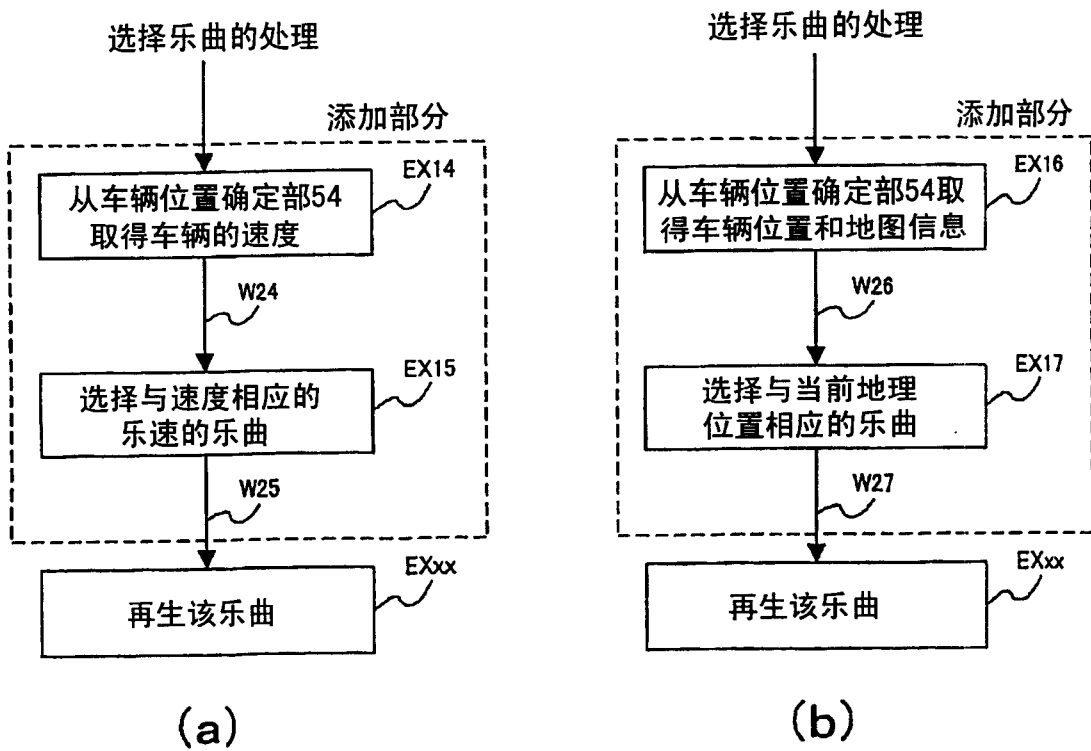 选择乐曲的处理
添加部分
EX14
从车辆位置确定部54
取得车辆的速度
W24
EX15
选择与速度相应的
乐速的乐曲
W25
EXxx
再生该乐曲
(a)
选择乐曲的处理
添加部分
EX16
从车辆位置确定部54取
得车辆位置和地图信息
W26
EX17
选择与当前地理
位置相应的乐曲
W27
EXxx
再生该乐曲
(b)